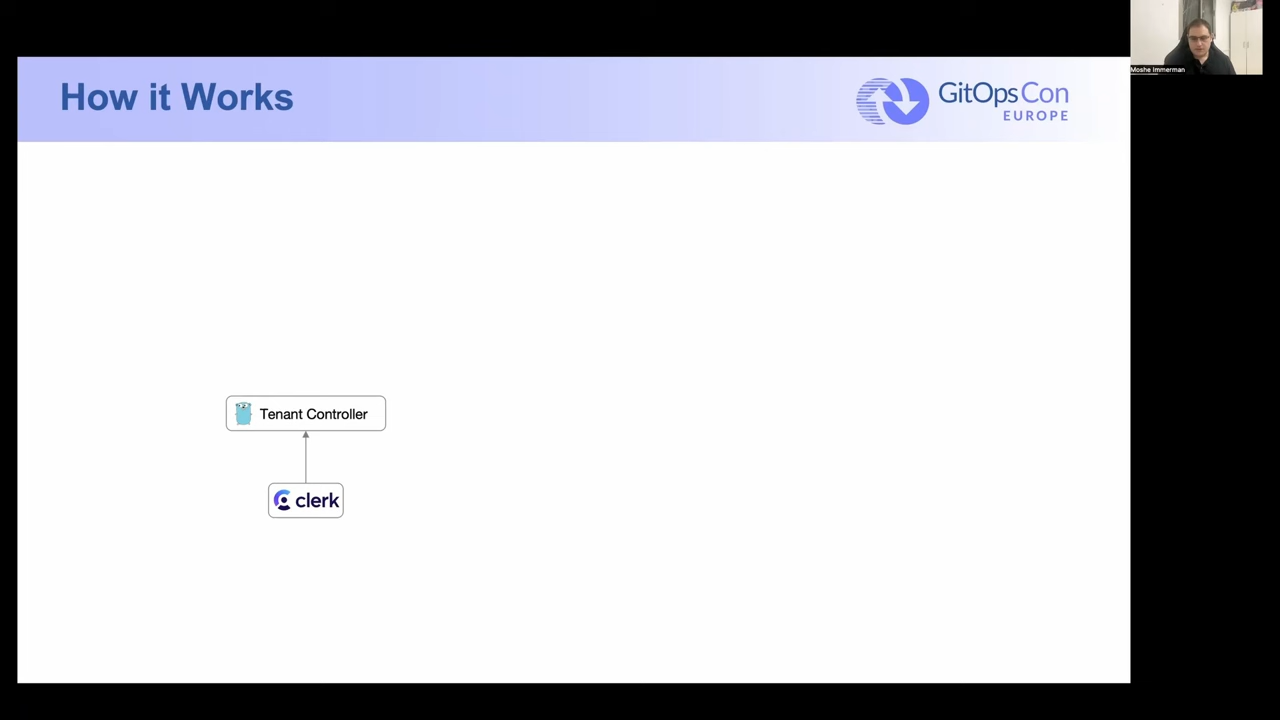 How it Works
GitOpsCon
EUROPE
Moshe Immerman
Tenant Controller
clerk